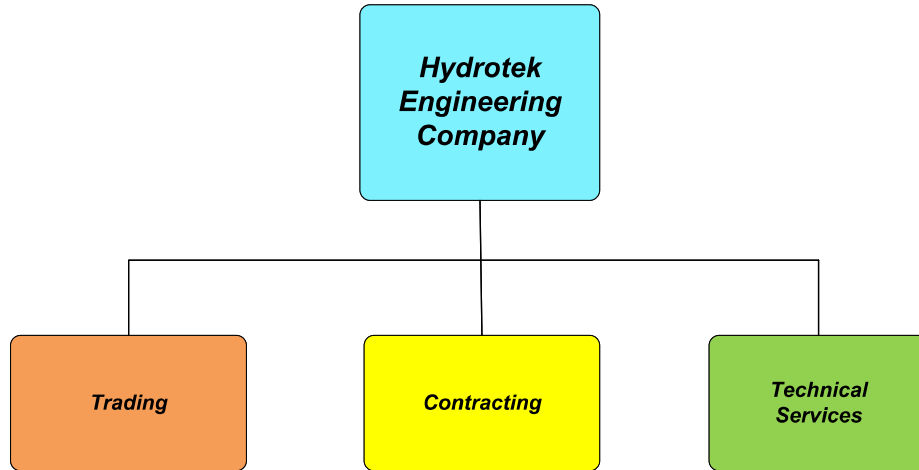 Hydrotek
Engineering
Company
Trading
Contracting
Technical
Services